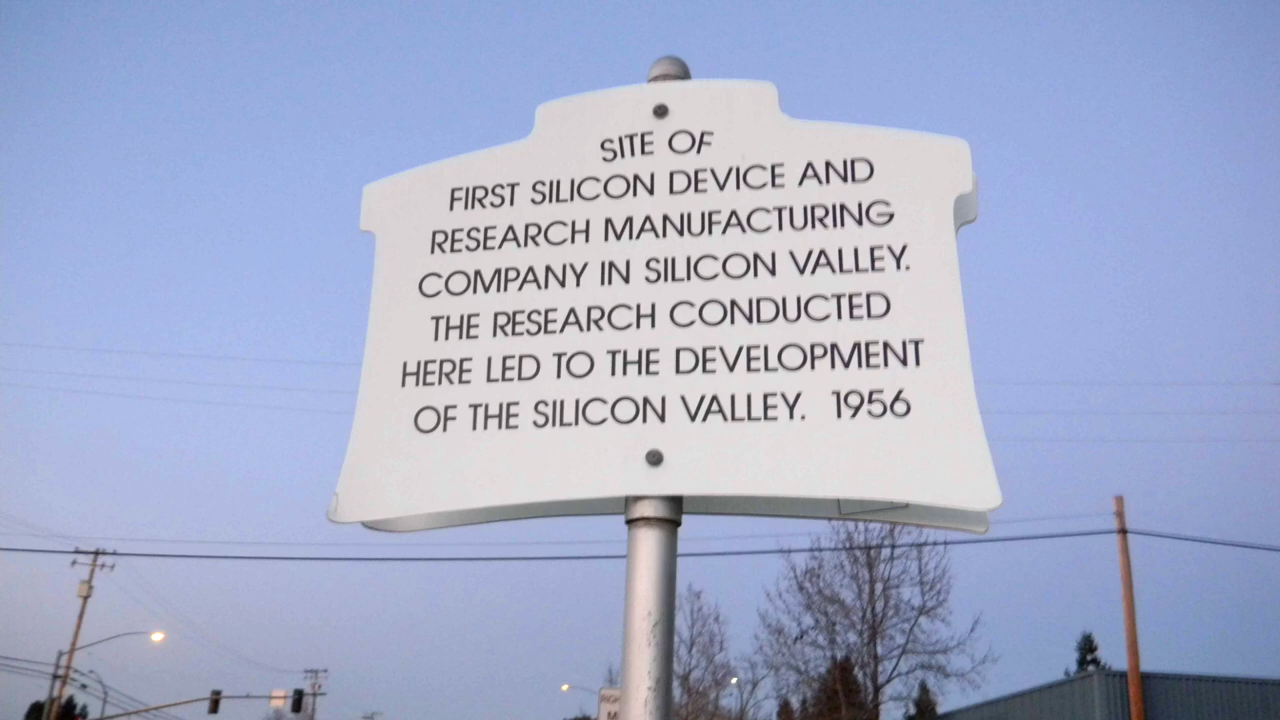 SITE OF
FIRST SILICON DEVICE AND
RESEARCH MANUFACTURING
COMPANY IN SILICON VALLEY.
THE RESEARCH CONDUCTED
HERE LED TO THE DEVELOPMENT
OF THE SILICON VALLEY. 1956